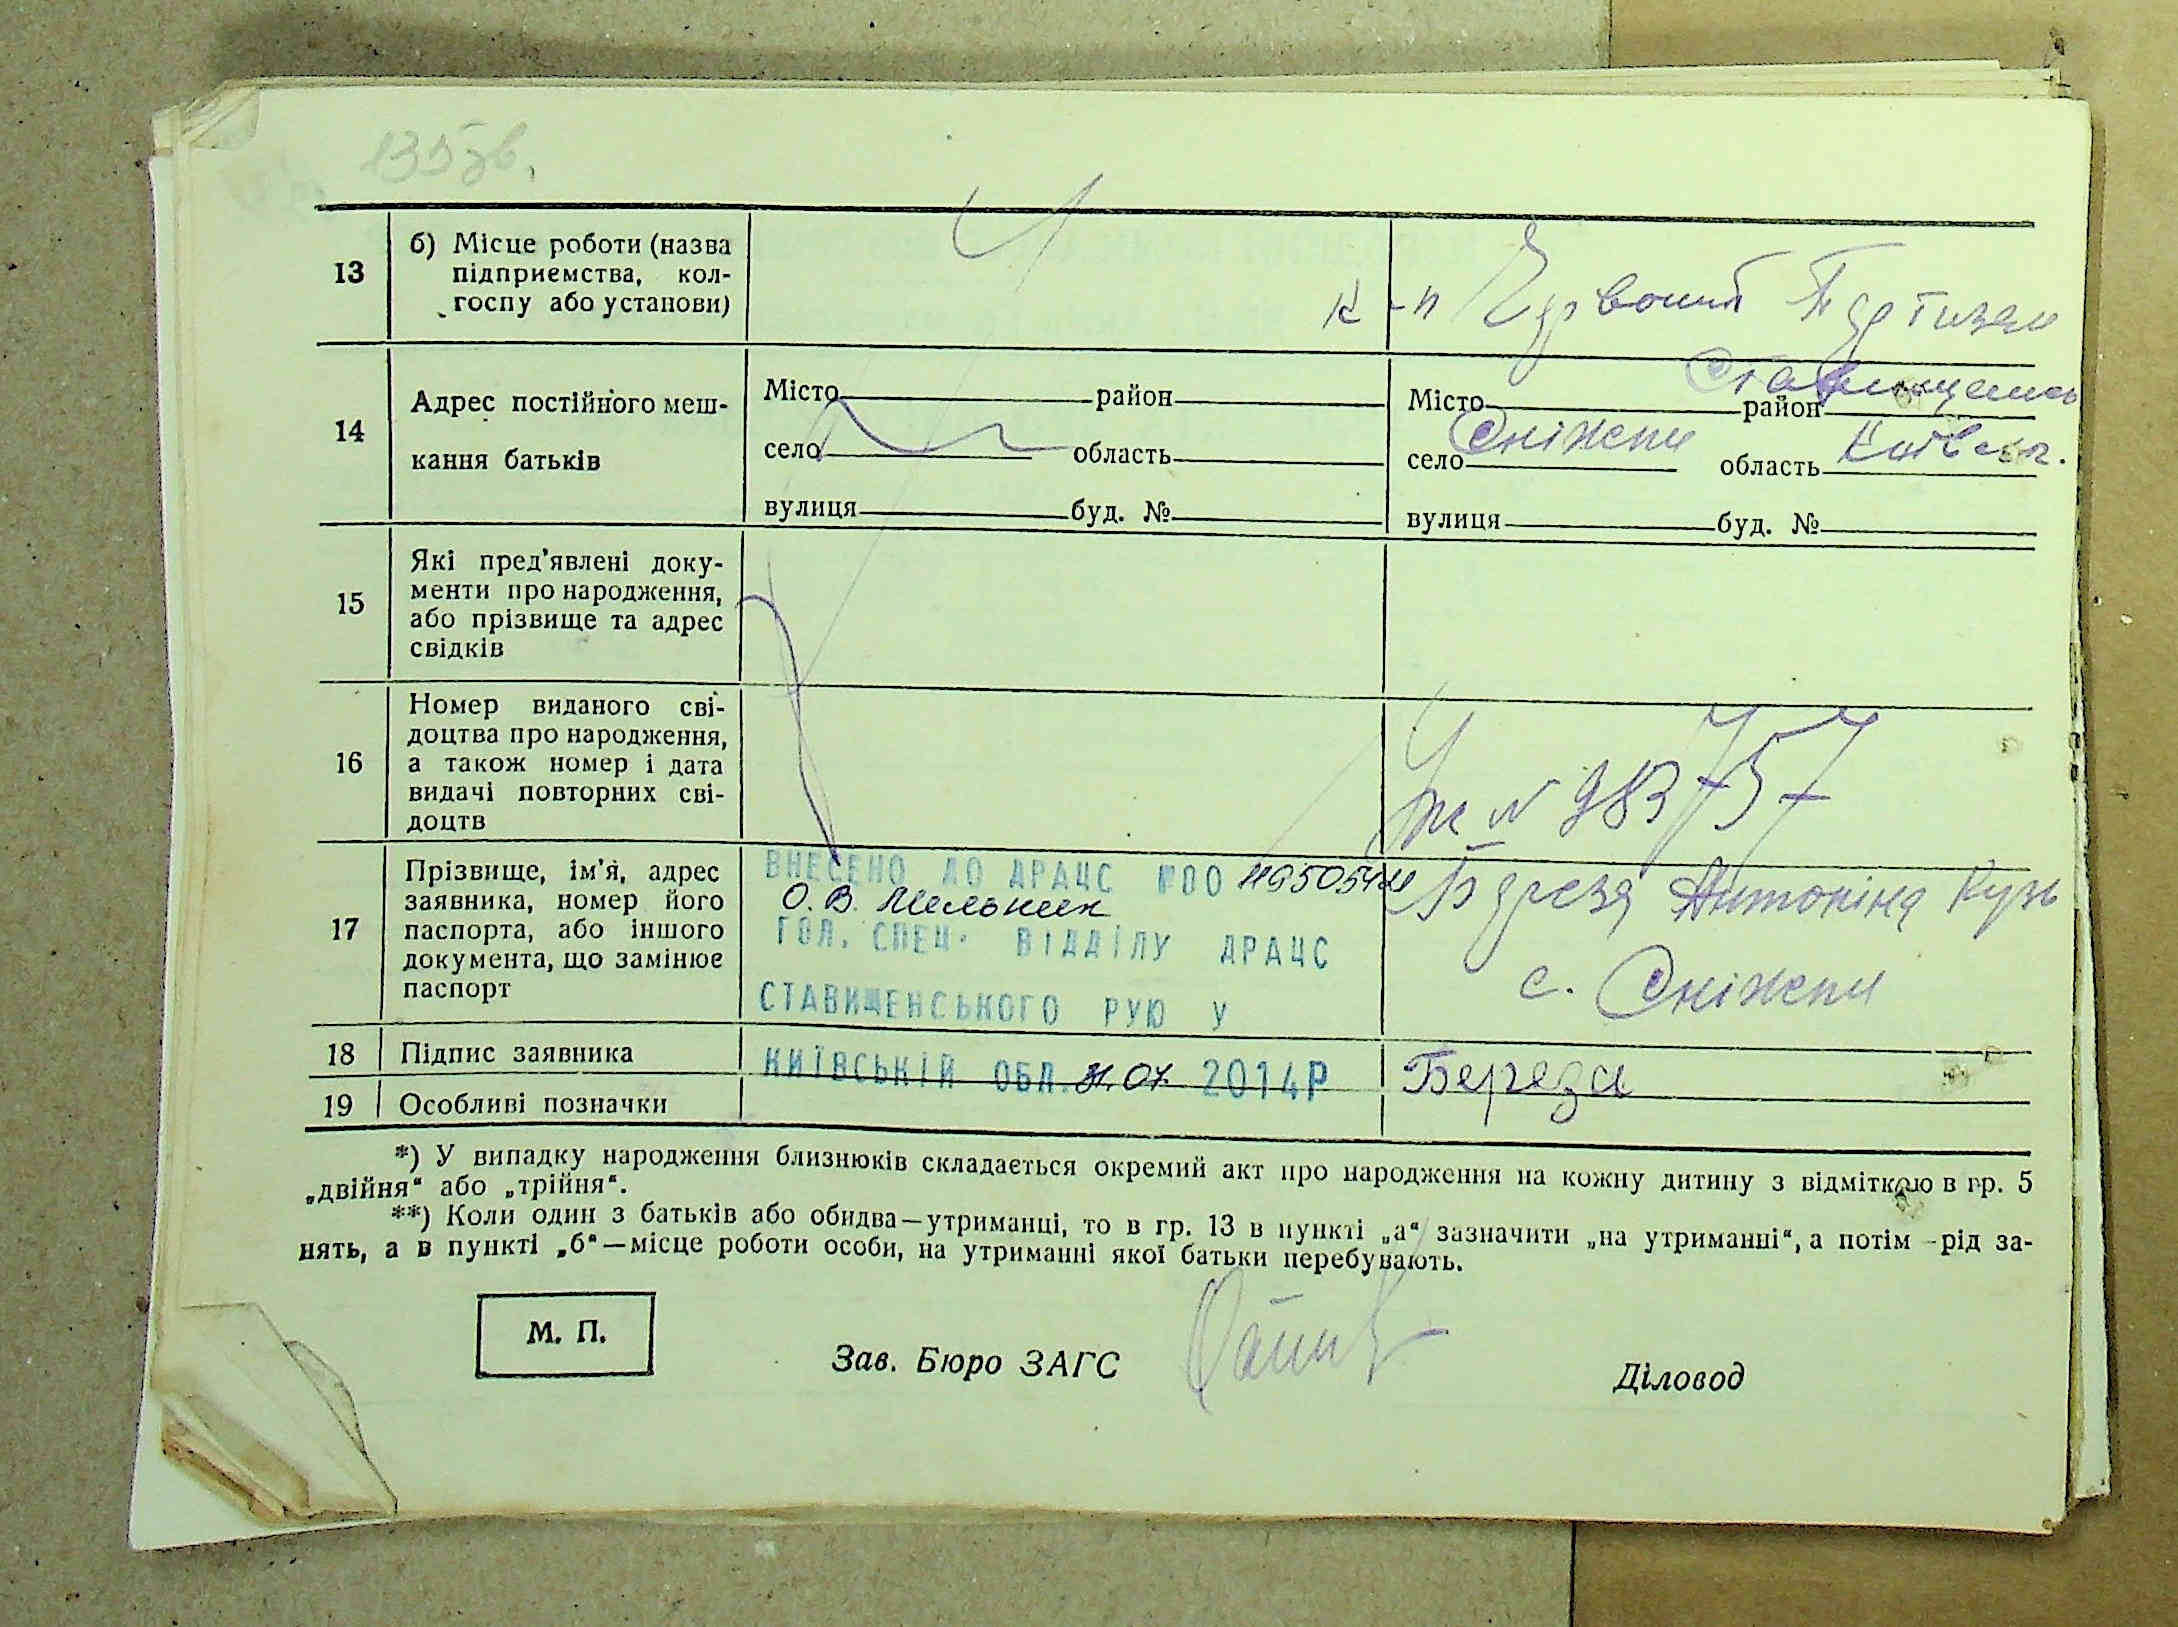 135зв.
13
б) Місце роботи (назва
підприємства, кол-
госпу або установи)
к-п Червоний Партизан
14
Адрес постійного меш-
кання батьків
Місто район
село область
вулиця буд. №
Місто район Ставищенськ
село Сніжки область Київськ.
вулиця буд. №
15
Які пред'явлені доку-
менти про народження,
або прізвище та адрес
свідків
16
Номер виданого сві-
доцтва про народження,
а також номер і дата
видачі повторних сві-
доцтв
N 983757
17
Прізвище, ім'я, адрес
заявника, номер його
паспорта, або іншого
документа, що замінює
паспорт
ВНЕСЕНО ДО ДРАЦС №00
О.В. Мельник
ГОЛ. СПЕЦ. ВІДДІЛУ ДРАЦС
СТАВИЩЕНСЬКОГО РУЮ У
КИЇВСЬКІЙ ОБЛ. 31.07. 2014Р
Береза Антоніна Кузь
с. Сніжки
18
Підпис заявника
Береза
19
Особливі позначки
*) У випадку народження близнюків складається окремий акт про народження на кожну дитину з відміткою в гр. 5
„двійня“ або „трійня“.
**) Коли один з батьків або обидва—утриманці, то в гр. 13 в пункті „а“ зазначити „на утриманні“, а потім—рід за-
нять, а в пункті „б“—місце роботи особи, на утриманні якої батьки перебувають.
М. П.
Зав. Бюро ЗАГС
Діловод